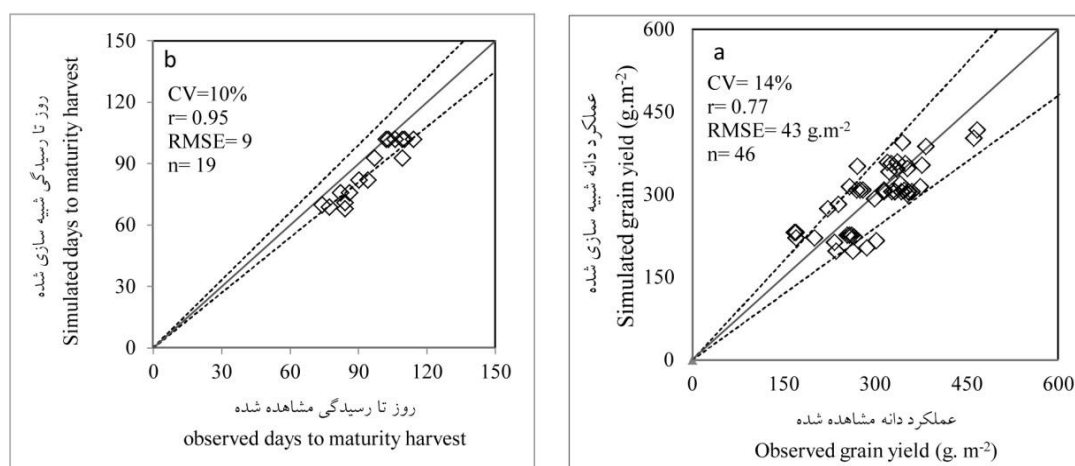 b
CV=10%
r= 0.95
RMSE= 9
n= 19
روز تا رسیدگی شبیه سازی شده
Simulated days to maturity harvest
150
120
90
60
30
0
0 30 60 90 120 150
روز تا رسیدگی مشاهده شده
observed days to maturity harvest
a
CV= 14%
r= 0.77
RMSE= 43 g.m-2
n= 46
عملکرد دانه شبیه سازی شده
Simulated grain yield (g.m-2)
600
450
300
150
0
0 150 300 450 600
عملکرد دانه مشاهده شده
Observed grain yield (g. m-2)